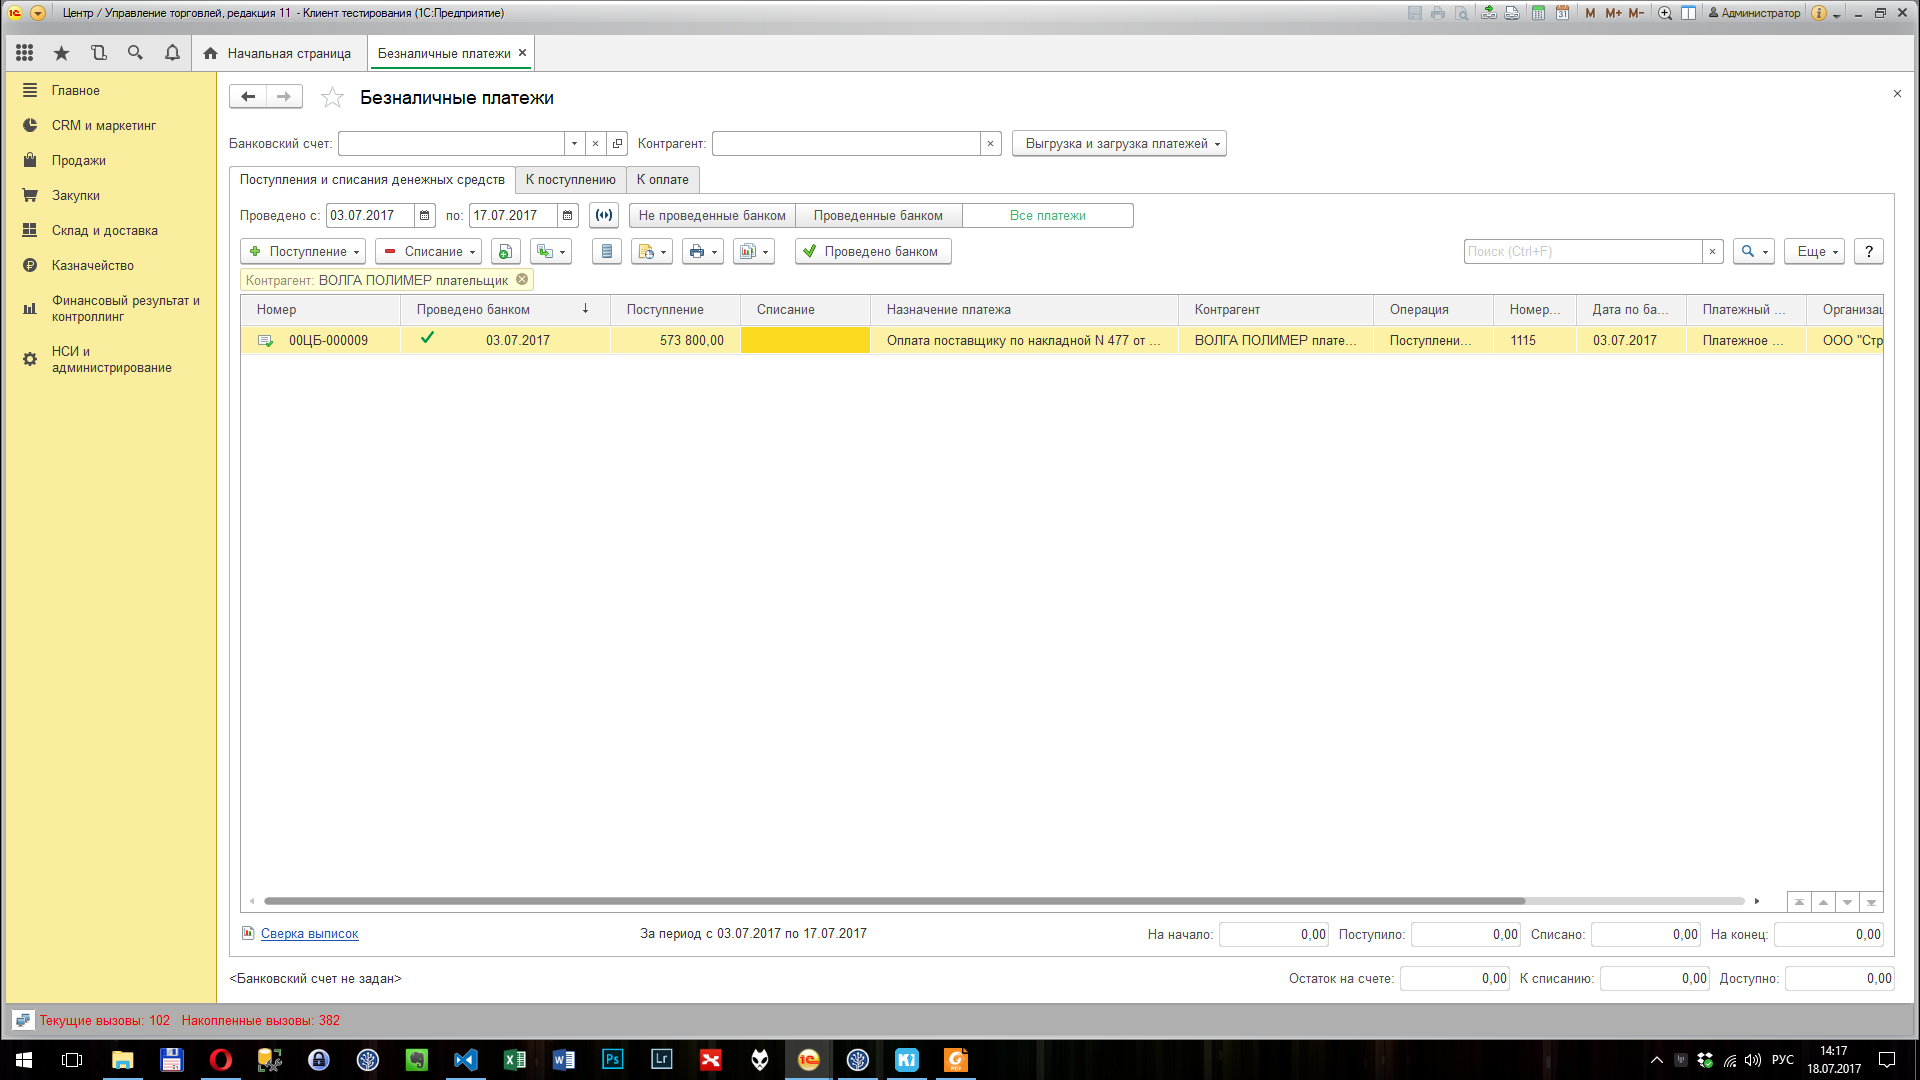 Центр / Управление торговлей, редакция 11 - Клиент тестирования (1С:Предприятие)
M M+ M- Администратор
Начальная страница
Безналичные платежи
Главное
CRM и маркетинг
Продажи
Закупки
Склад и доставка
Казначейство
Финансовый результат и
контроллинг
НСИ и
администрирование
Безналичные платежи
Банковский счет: Контрагент: Выгрузка и загрузка платежей
Поступления и списания денежных средств К поступлению К оплате
Проведено с: 03.07.2017 по: 17.07.2017 Не проведенные банком Проведенные банком Все платежи
Поступление Списание Проведено банком Поиск (Ctrl+F) Еще ?
Контрагент: ВОЛГА ПОЛИМЕР плательщик
Номер Проведено банком ↓ Поступление Списание Назначение платежа Контрагент Операция Номер... Дата по ба... Платежный ... Организац
00ЦБ-000009 03.07.2017 573 800,00 Оплата поставщику по накладной N 477 от ... ВОЛГА ПОЛИМЕР плате... Поступлени... 1115 03.07.2017 Платежное ... ООО "Стр
Сверка выписок За период с 03.07.2017 по 17.07.2017 На начало: 0,00 Поступило: 0,00 Списано: 0,00 На конец: 0,00
<Банковский счет не задан> Остаток на счете: 0,00 К списанию: 0,00 Доступно: 0,00
Текущие вызовы: 102 Накопленные вызовы: 382
Ps Lr 1С Ki PDF
РУС
14:17
18.07.2017